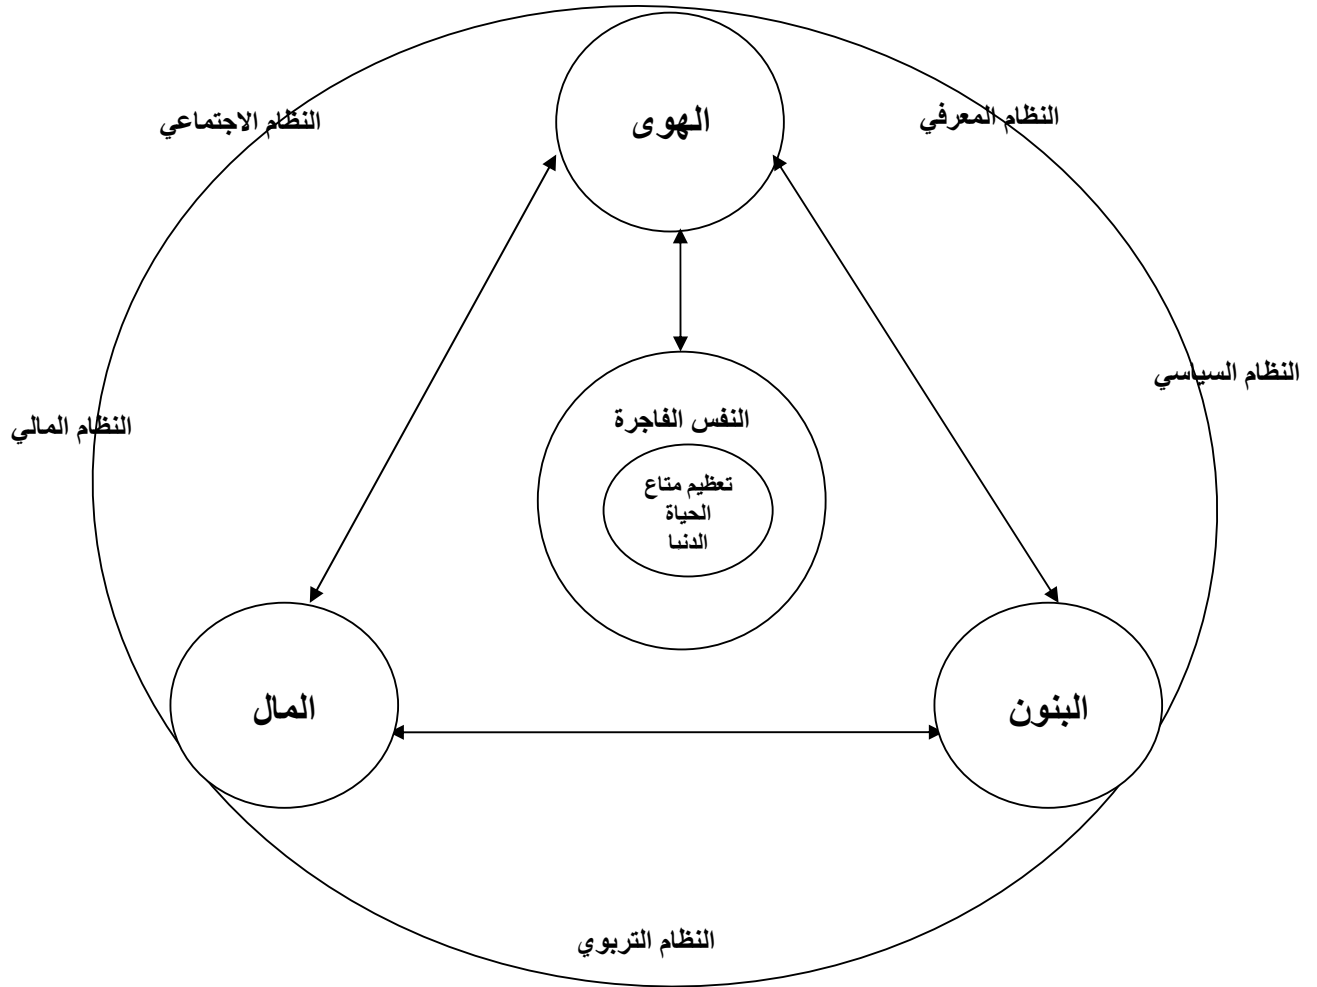 الهوى
النظام المعرفي
النظام الاجتماعي
النظام السياسي
النظام المالي
النفس الفاجرة
تعظيم متاع
الحياة
الدنيا
البنون
المال
النظام التربوي